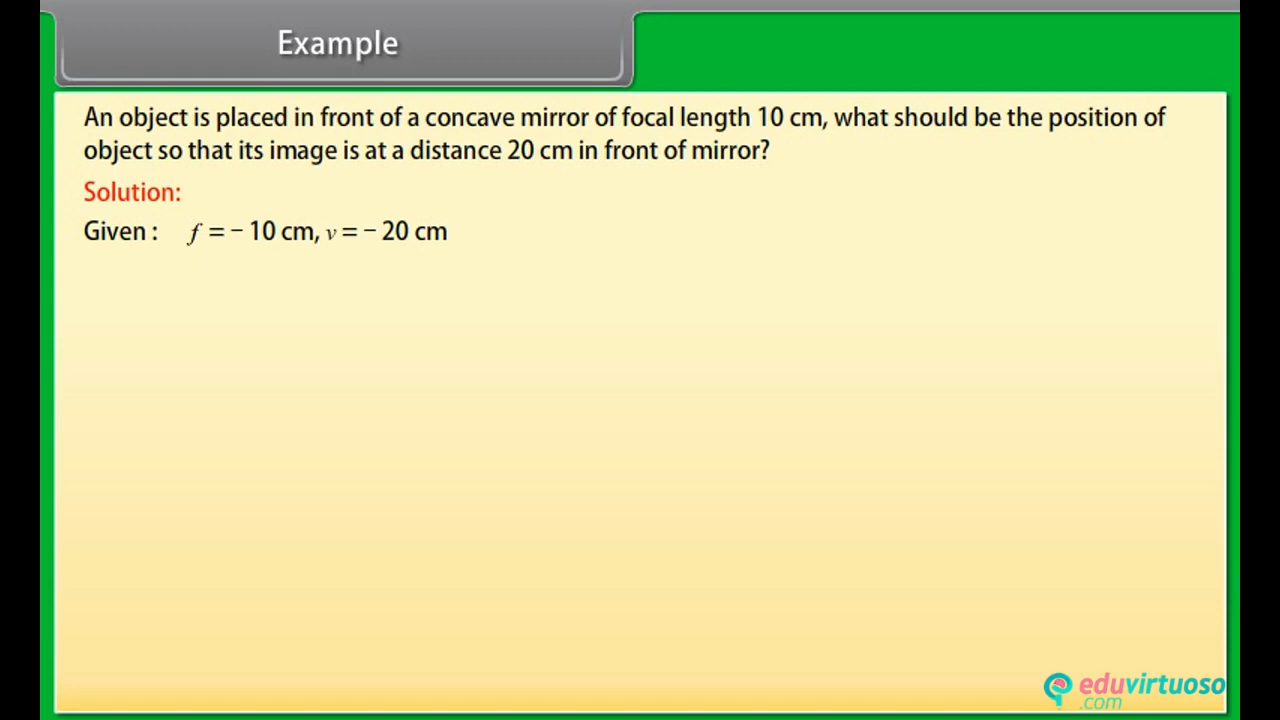 Example
An object is placed in front of a concave mirror of focal length 10 cm, what should be the position of
object so that its image is at a distance 20 cm in front of mirror?
Solution:
Given : f = − 10 cm, v = − 20 cm
eduvirtuoso
.com